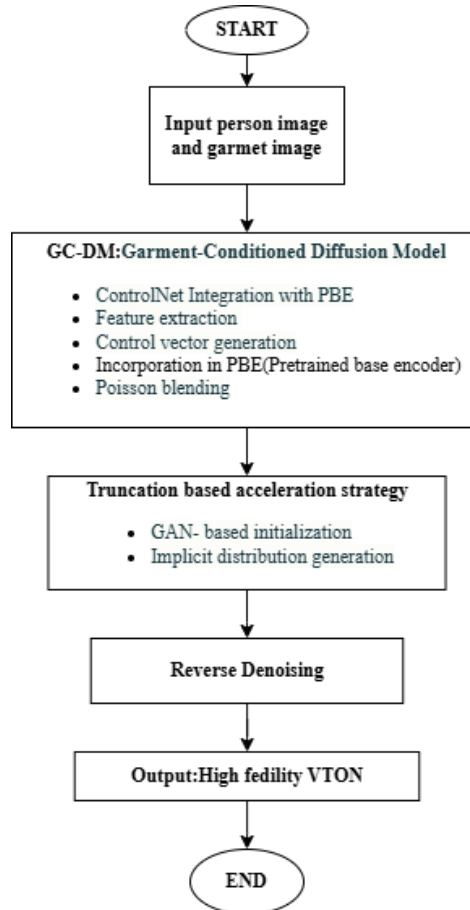 START
Input person image
and garmet image
GC-DM:Garment-Conditioned Diffusion Model
• ControlNet Integration with PBE
• Feature extraction
• Control vector generation
• Incorporation in PBE(Pretrained base encoder)
• Poisson blending
Truncation based acceleration strategy
• GAN- based initialization
• Implicit distribution generation
Reverse Denoising
Output:High fedility VTON
END